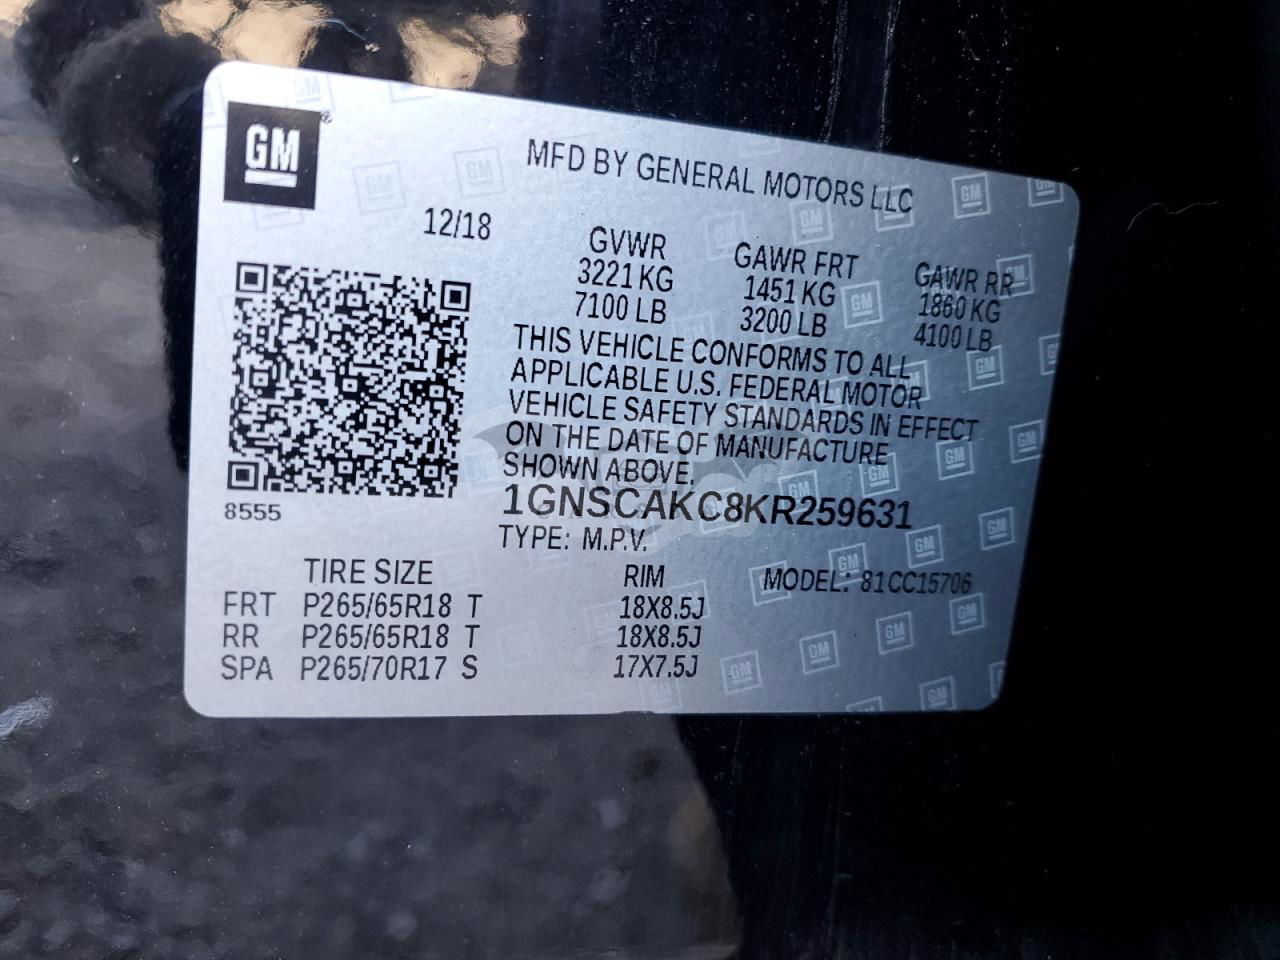 GM
MFD BY GENERAL MOTORS LLC
12/18
GVWR GAWR FRT GAWR RR
3221 KG 1451 KG 1860 KG
7100 LB 3200 LB 4100 LB
THIS VEHICLE CONFORMS TO ALL
APPLICABLE U.S. FEDERAL MOTOR
VEHICLE SAFETY STANDARDS IN EFFECT
ON THE DATE OF MANUFACTURE
SHOWN ABOVE.
8555
1GNSCAKC8KR259631
TYPE: M.P.V.
TIRE SIZE RIM MODEL: 81CC15706
FRT P265/65R18 T 18X8.5J
RR P265/65R18 T 18X8.5J
SPA P265/70R17 S 17X7.5J